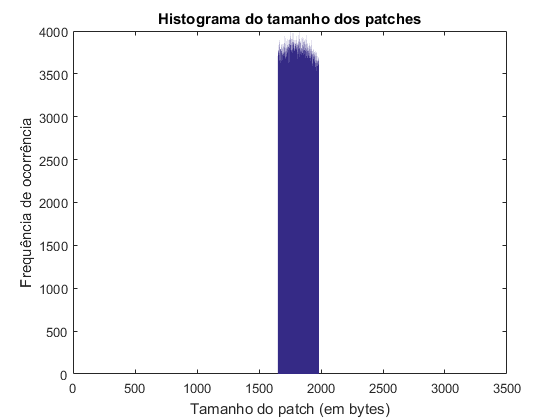 Histograma do tamanho dos patches
Frequência de ocorrência
4000
3500
3000
2500
2000
1500
1000
500
0
0 500 1000 1500 2000 2500 3000 3500
Tamanho do patch (em bytes)